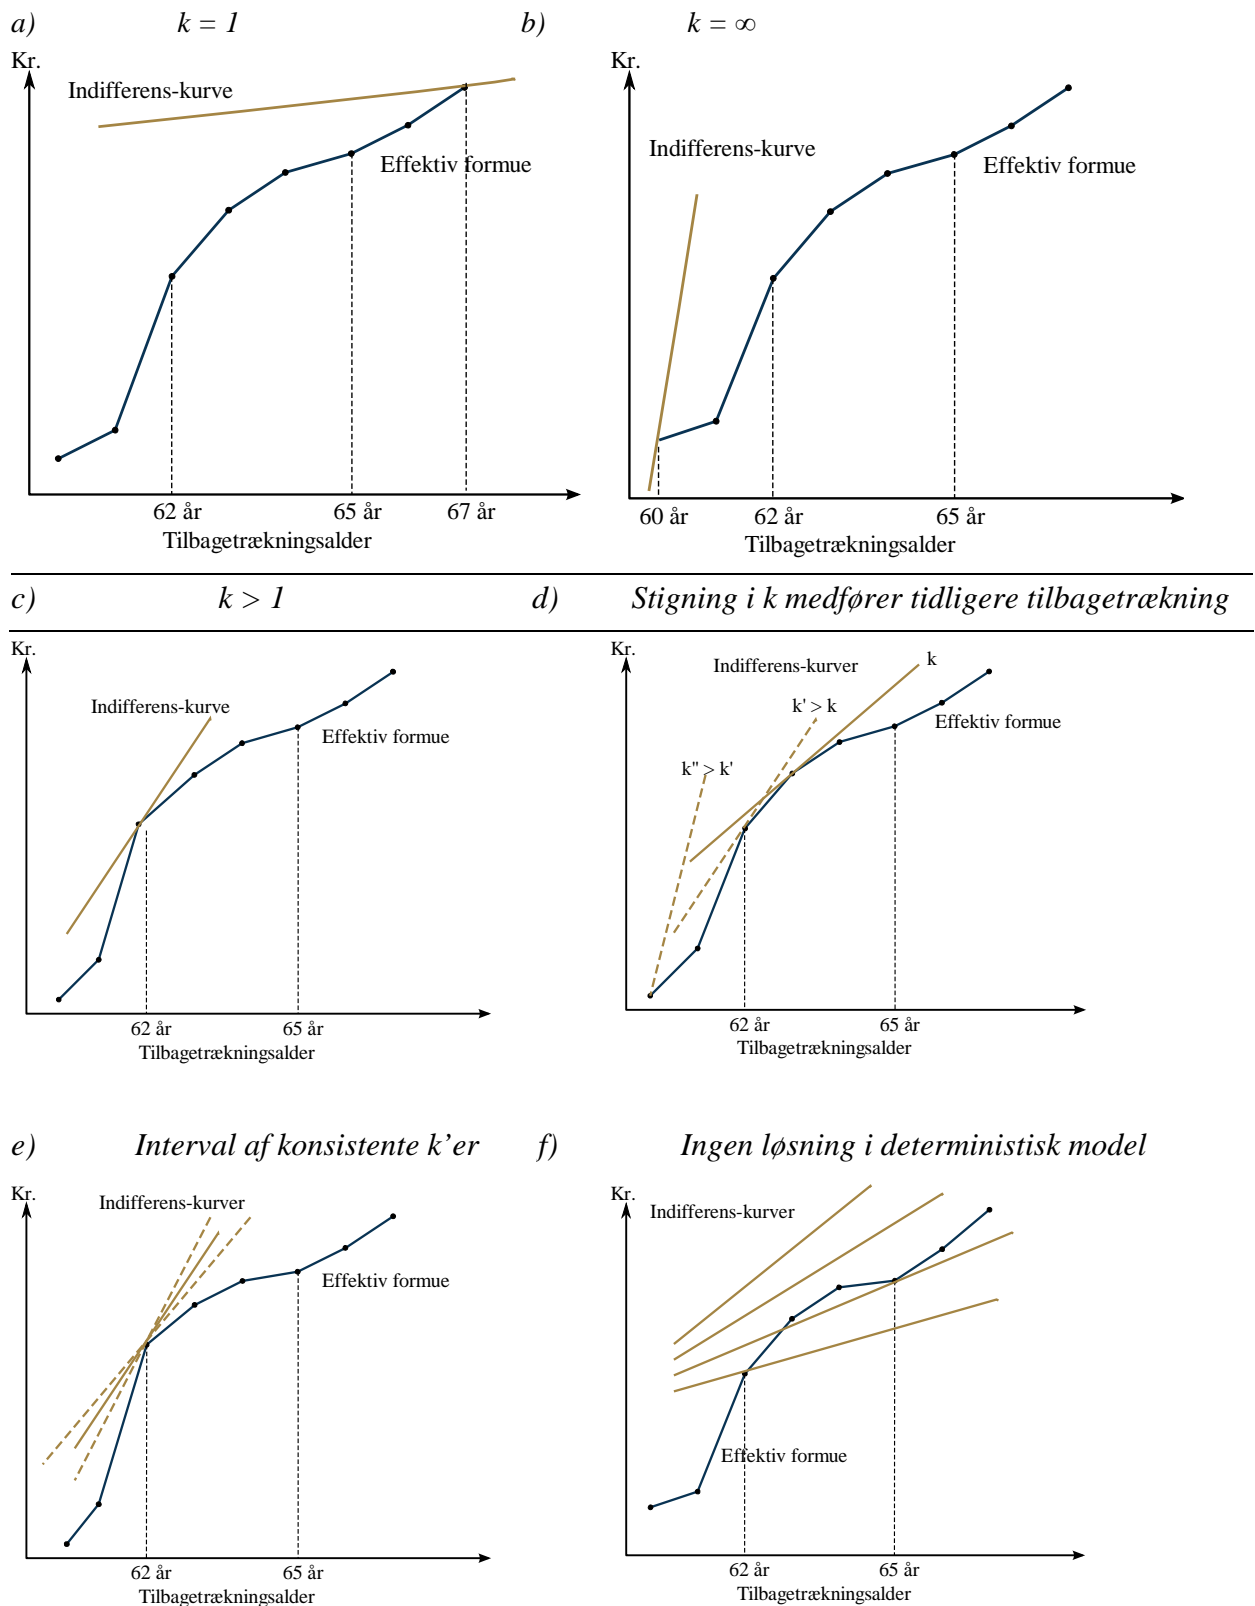 a) k = 1
Kr.
Indifferens-kurve
Effektiv formue
62 år 65 år 67 år
Tilbagetrækningsalder
b) k = ∞
Kr.
Indifferens-kurve
Effektiv formue
60 år 62 år 65 år
Tilbagetrækningsalder
c) k > 1
Kr.
Indifferens-kurve
Effektiv formue
62 år 65 år
Tilbagetrækningsalder
d) Stigning i k medfører tidligere tilbagetrækning
Kr.
Indifferens-kurver
k
k' > k
k'' > k'
Effektiv formue
62 år 65 år
Tilbagetrækningsalder
e) Interval af konsistente k’er
Kr.
Indifferens-kurver
Effektiv formue
62 år 65 år
Tilbagetrækningsalder
f) Ingen løsning i deterministisk model
Kr.
Indifferens-kurver
Effektiv formue
62 år 65 år
Tilbagetrækningsalder